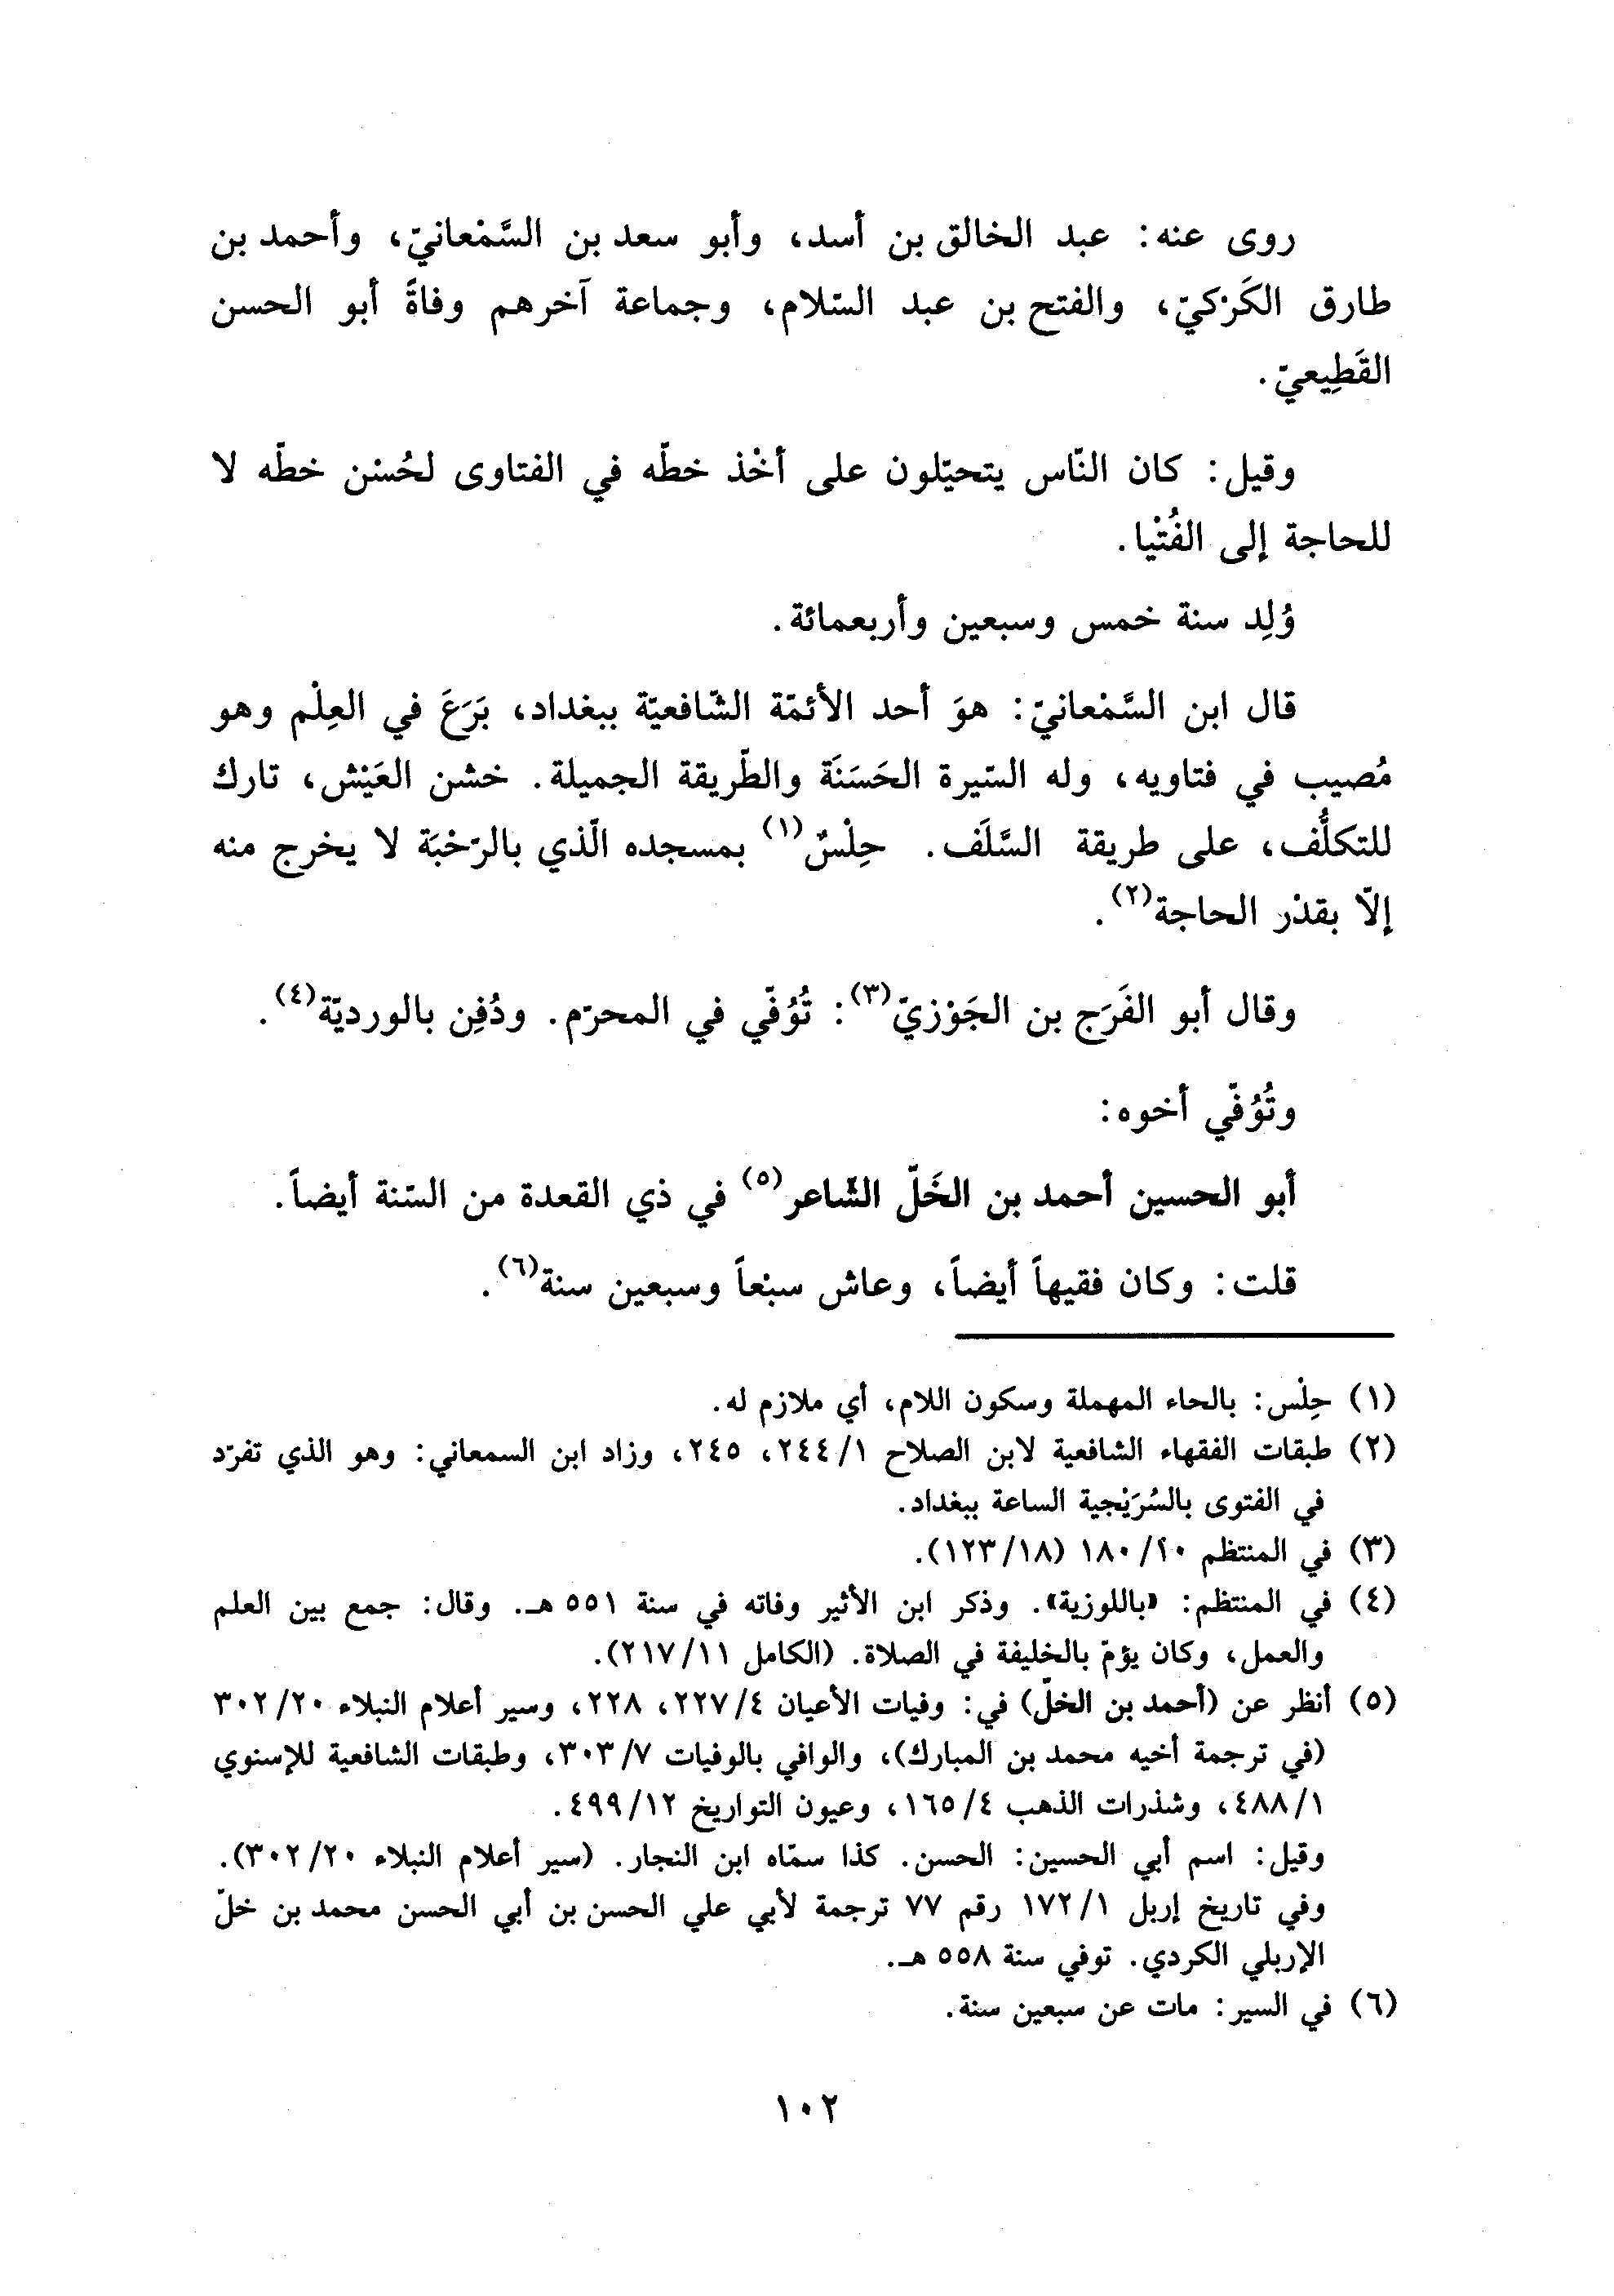 روى عنه: عبد الخالق بن أسد، وأبو سعد بن السَّمْعانيّ، وأحمد بن
طارق الكَرْكيّ، والفتح بن عبد السّلام، وجماعة آخرهم وفاةً أبو الحسن
القَطِيعيّ.
وقيل: كان النّاس يتحيّلون على أخْذ خطّه في الفتاوى لحُسْن خطّه لا
للحاجة إلى الفُتْيا.
وُلِد سنة خمس وسبعين وأربعمائة.
قال ابن السَّمْعانيّ: هوَ أحد الأئمّة الشّافعيّة ببغداد، بَرَعَ في العِلْم وهو
مُصيب في فتاويه، وله السّيرة الحَسَنَة والطّريقة الجميلة. خشن العَيْش، تارك
للتكلُّف، على طريقة السَّلَف. حِلْسٌ(١) بمسجده الّذي بالرّحْبَة لا يخرج منه
إلّا بقدْر الحاجة(٢).
وقال أبو الفَرَج بن الجَوْزيّ(٣): تُوُفّي في المحرّم. ودُفِن بالورديّة(٤).
وتُوُفّي أخوه:
أبو الحسين أحمد بن الخَلّ الشّاعر(٥) في ذي القعدة من السّنة أيضاً.
قلت: وكان فقيهاً أيضاً، وعاش سبْعاً وسبعين سنة(٦).
(١) حِلْس: بالحاء المهملة وسكون اللام، أي ملازم له.
(٢) طبقات الفقهاء الشافعية لابن الصلاح ١/ ٢٤٤، ٢٤٥، وزاد ابن السمعاني: وهو الذي تفرّد
في الفتوى بالسُرَيْجية الساعة ببغداد.
(٣) في المنتظم ١٠/ ١٨٠ (١٨/ ١٢٣).
(٤) في المنتظم: «باللوزية». وذكر ابن الأثير وفاته في سنة ٥٥١ هـ. وقال: جمع بين العلم
والعمل، وكان يؤمّ بالخليفة في الصلاة. (الكامل ١١/ ٢١٧).
(٥) أنظر عن (أحمد بن الخلّ) في: وفيات الأعيان ٤/ ٢٢٧، ٢٢٨، وسير أعلام النبلاء ٢٠/ ٣٠٢
(في ترجمة أخيه محمد بن المبارك)، والوافي بالوفيات ٧/ ٣٠٣، وطبقات الشافعية للإسنوي
١/ ٤٨٨، وشذرات الذهب ٤/ ١٦٥، وعيون التواريخ ١٢/ ٤٩٩.
وقيل: اسم أبي الحسين: الحسن. كذا سمّاه ابن النجار. (سير أعلام النبلاء ٢٠/ ٣٠٢).
وفي تاريخ إربل ١/ ١٧٢ رقم ٧٧ ترجمة لأبي علي الحسن بن أبي الحسن محمد بن خلّ
الإربلي الكردي. توفي سنة ٥٥٨ هـ.
(٦) في السير: مات عن سبعين سنة.
١٠٢